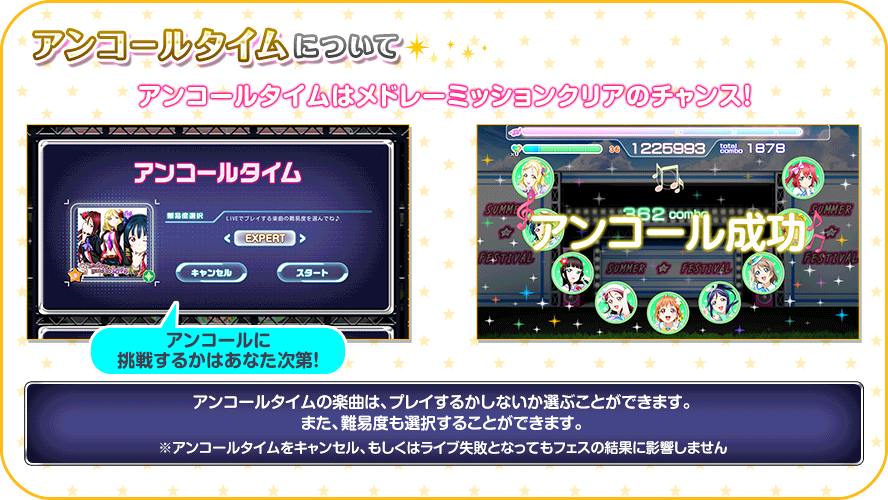 アンコールタイムについて
アンコールタイムはメドレーミッションクリアのチャンス!
アンコールタイム
難易度選択
LIVEでプレイする楽曲の難易度を選んでね♪
EXPERT
キャンセル
スタート
アンコールに
挑戦するかはあなた次第!
36
1225993
total combo 1878
362 combo
アンコール成功
SUMMER
FESTIVAL
SUMMER
FESTIVAL
SUMMER ★ FESTIVAL
アンコールタイムの楽曲は、プレイするかしないか選ぶことができます。
また、難易度も選択することができます。
※アンコールタイムをキャンセル、もしくはライブ失敗となってもフェスの結果に影響しません